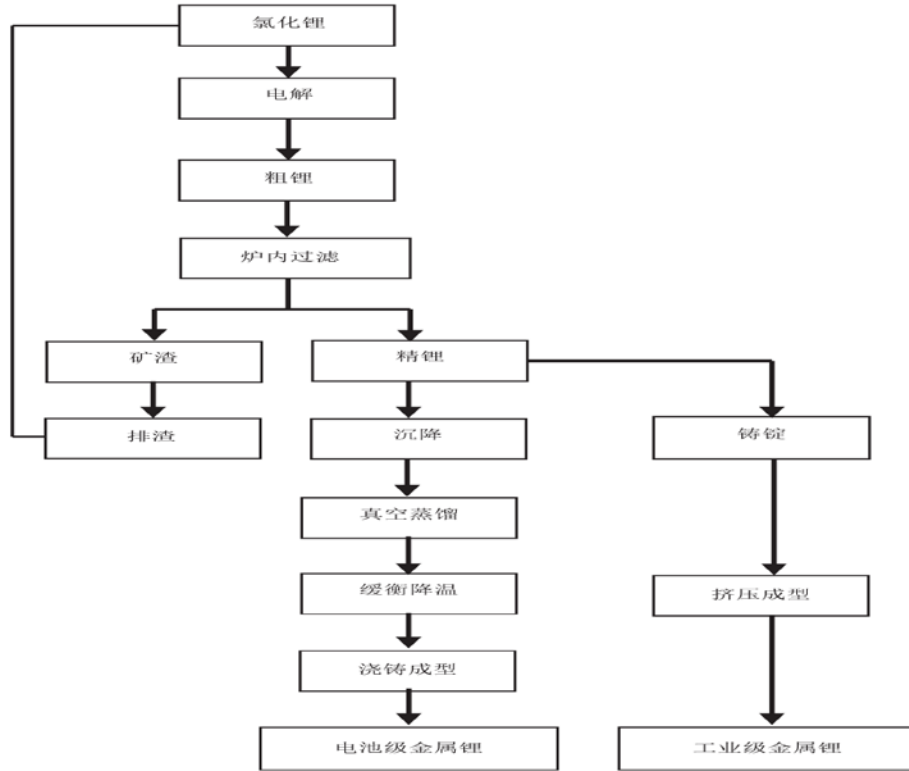 氯化锂
电解
粗锂
炉内过滤
矿渣
精锂
排渣
沉降
铸锭
真空蒸馏
缓衡降温
挤压成型
浇铸成型
电池级金属锂
工业级金属锂